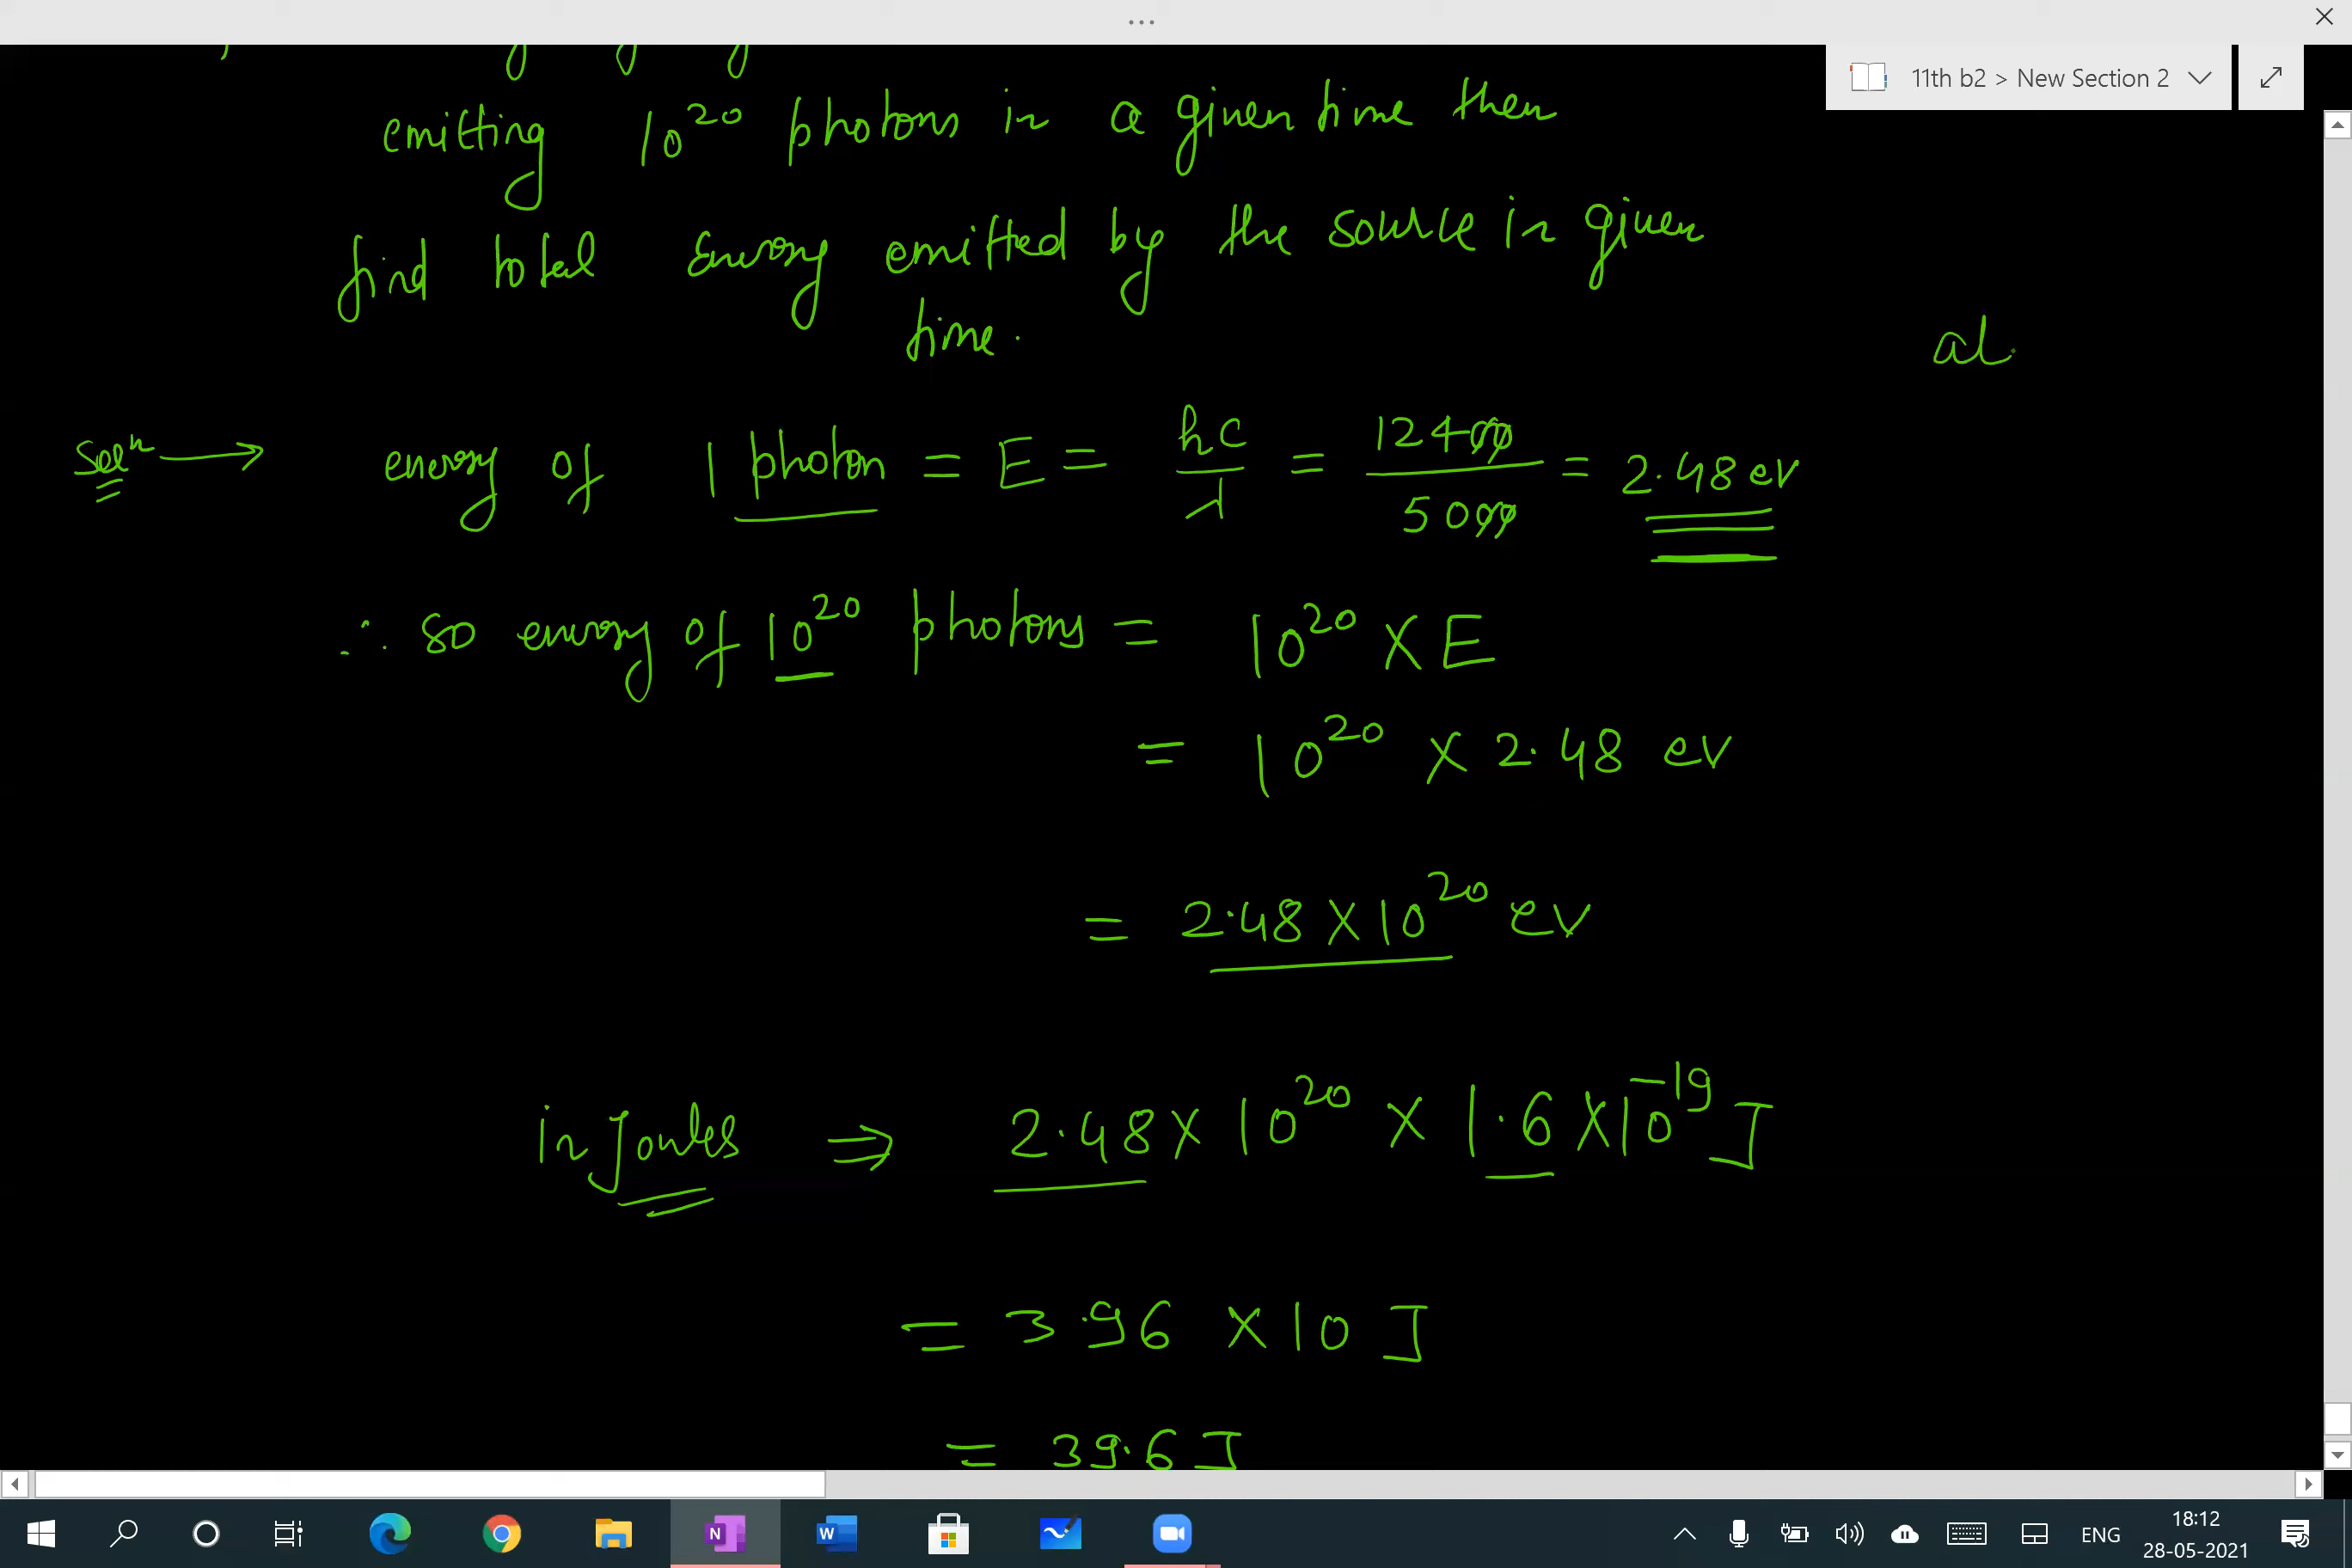 ...
11th b2 > New Section 2
emitting 10²⁰ photons in a given time then
find total energy emitted by the source in given
time.
al
Solⁿ → energy of 1 photon = E = hc/λ = 12400/5000 = 2.48 ev
∴ so energy of 10²⁰ photons = 10²⁰ × E
= 10²⁰ × 2.48 ev
= 2.48 × 10²⁰ ev
in Joules ⇒ 2.48 × 10²⁰ × 1.6 × 10⁻¹⁹ J
= 3.96 × 10 J
= 39.6 J
ENG
18:12
28-05-2021